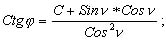 Ctgφ = (C + Sinν * Cosν) / Cos²ν ;